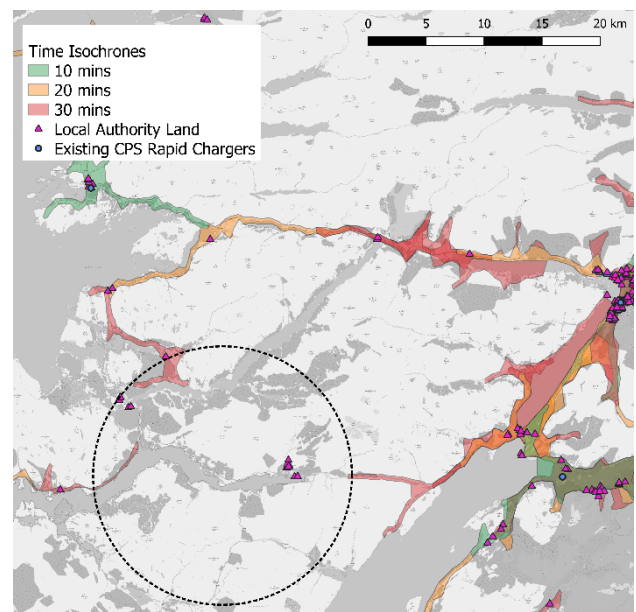 0 5 10 15 20 km
Time Isochrones
10 mins
20 mins
30 mins
Local Authority Land
Existing CPS Rapid Chargers